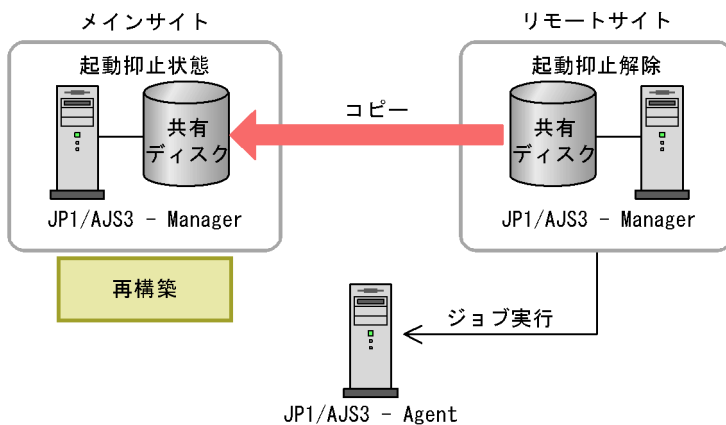 メインサイト
リモートサイト
起動抑止状態
起動抑止解除
共有
ディスク
コピー
共有
ディスク
JP1/AJS3 - Manager
JP1/AJS3 - Manager
再構築
ジョブ実行
JP1/AJS3 - Agent